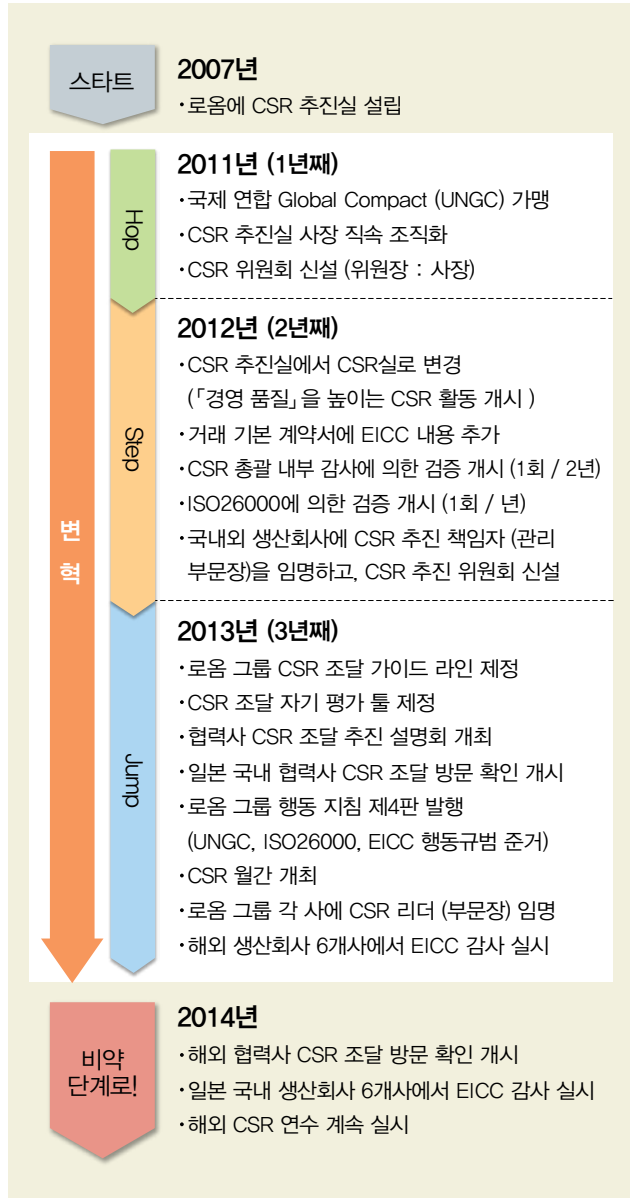 스타트
2007년
·로옴에 CSR 추진실 설립
변
혁
Hop
2011년 (1년째)
·국제 연합 Global Compact (UNGC) 가맹
·CSR 추진실 사장 직속 조직화
·CSR 위원회 신설 (위원장 : 사장)
Step
2012년 (2년째)
·CSR 추진실에서 CSR실로 변경
(「경영 품질」을 높이는 CSR 활동 개시 )
·거래 기본 계약서에 EICC 내용 추가
·CSR 총괄 내부 감사에 의한 검증 개시 (1회 / 2년)
·ISO26000에 의한 검증 개시 (1회 / 년)
·국내외 생산회사에 CSR 추진 책임자 (관리
부문장)을 임명하고, CSR 추진 위원회 신설
Jump
2013년 (3년째)
·로옴 그룹 CSR 조달 가이드 라인 제정
·CSR 조달 자기 평가 툴 제정
·협력사 CSR 조달 추진 설명회 개최
·일본 국내 협력사 CSR 조달 방문 확인 개시
·로옴 그룹 행동 지침 제4판 발행
(UNGC, ISO26000, EICC 행동규범 준거)
·CSR 월간 개최
·로옴 그룹 각 사에 CSR 리더 (부문장) 임명
·해외 생산회사 6개사에서 EICC 감사 실시
비약
단계로!
2014년
·해외 협력사 CSR 조달 방문 확인 개시
·일본 국내 생산회사 6개사에서 EICC 감사 실시
·해외 CSR 연수 계속 실시